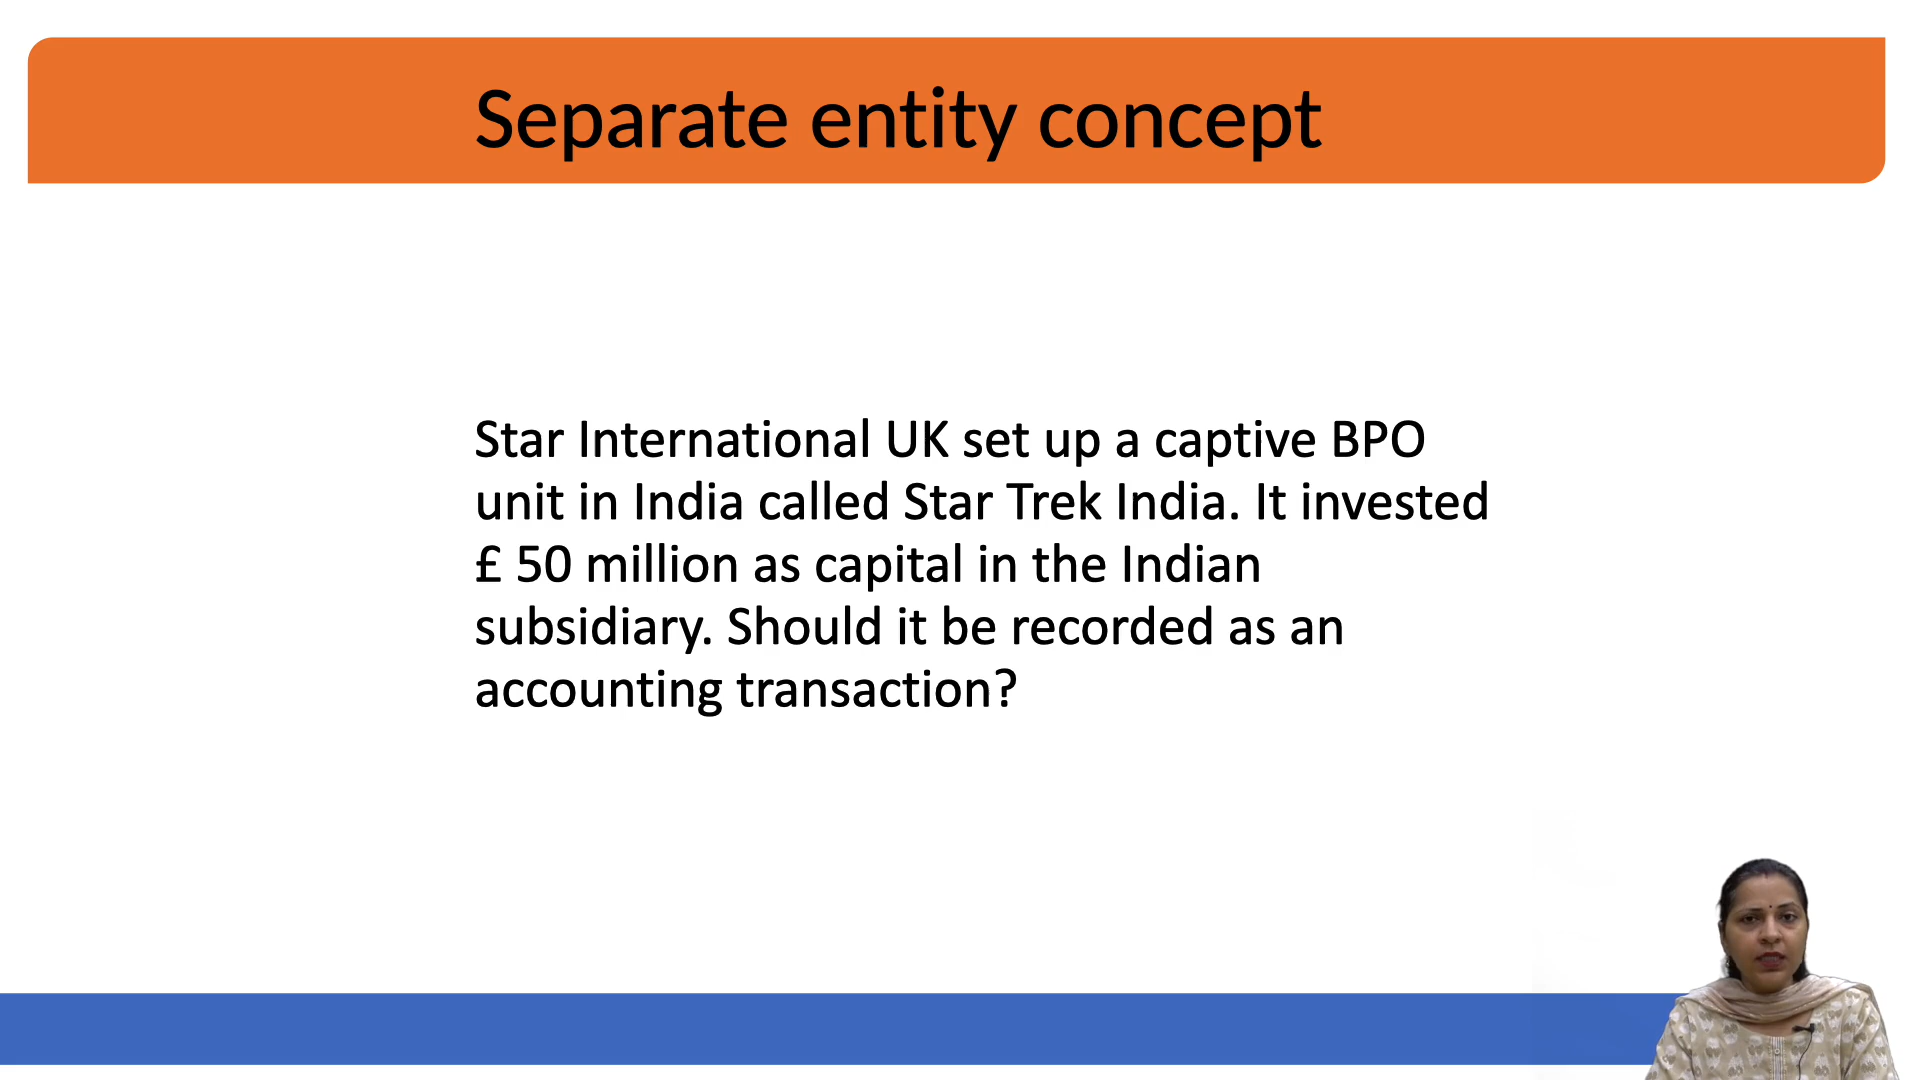 Separate entity concept
Star International UK set up a captive BPO
unit in India called Star Trek India. It invested
£ 50 million as capital in the Indian
subsidiary. Should it be recorded as an
accounting transaction?